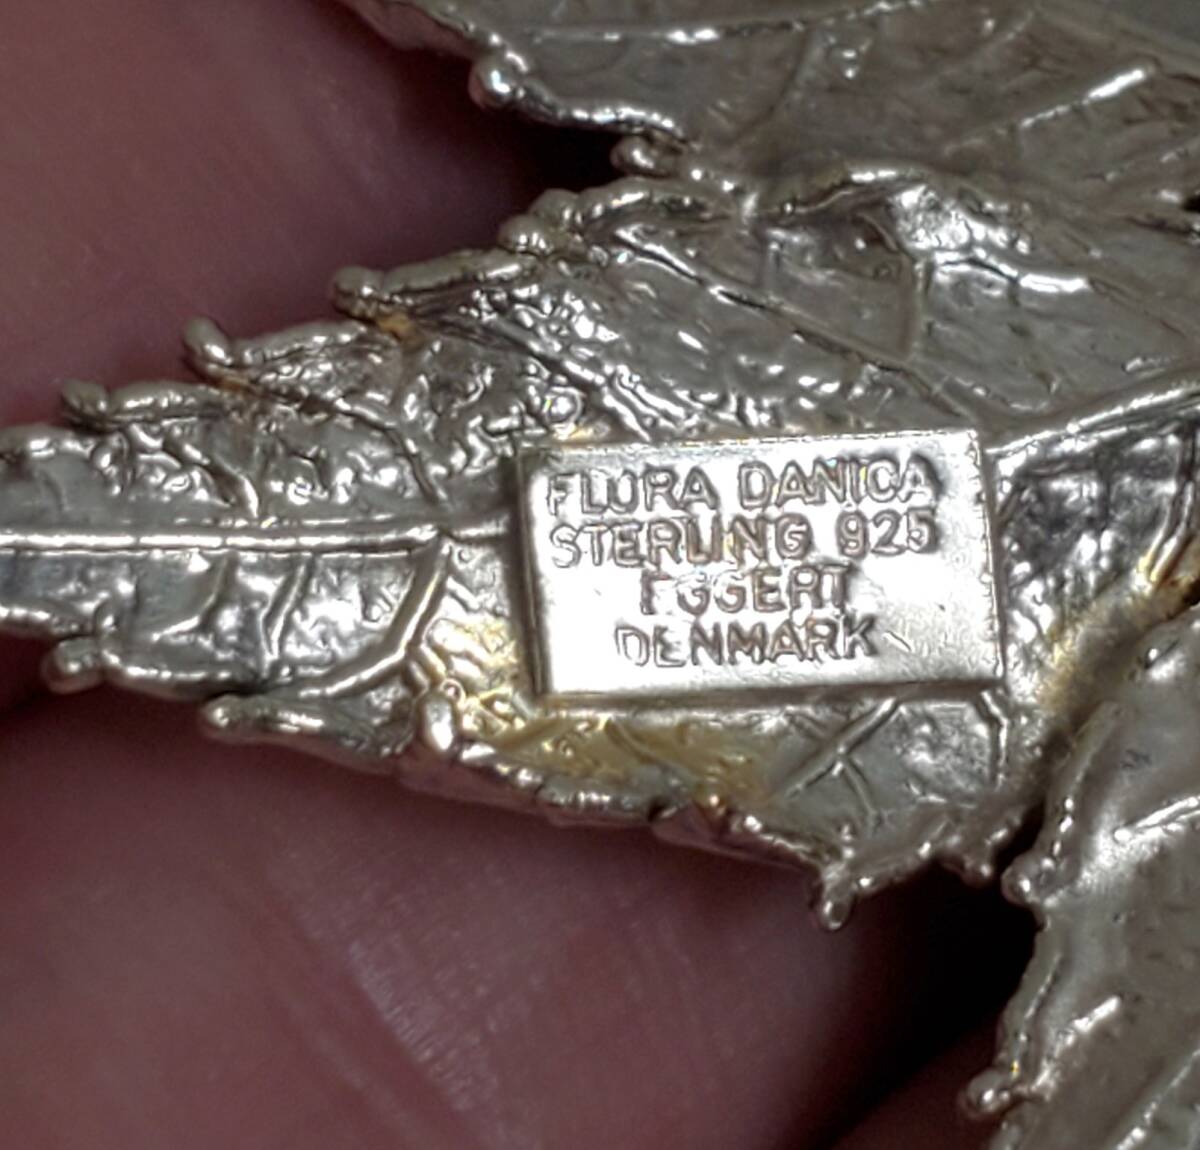 FLORA DANICA
STERLING 925
EGGERT
DENMARK